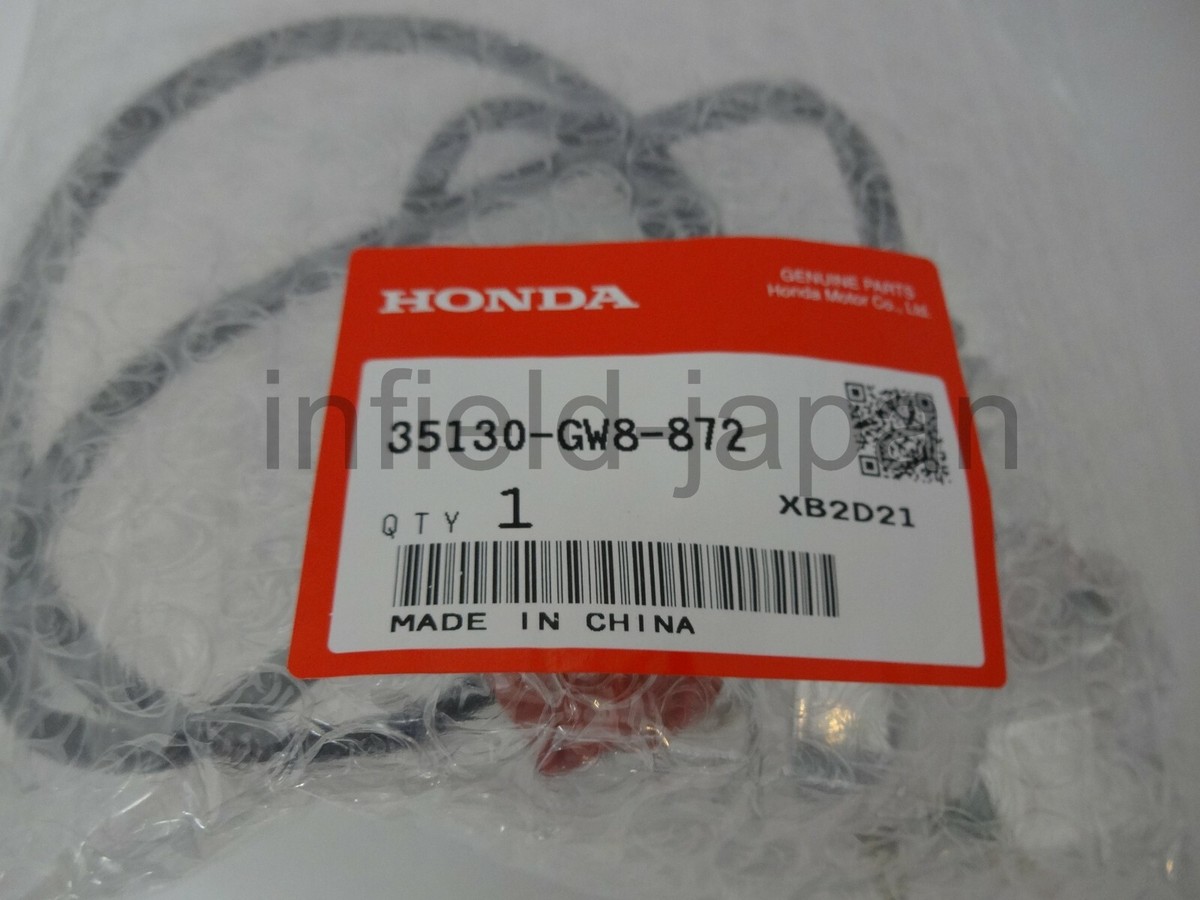 HONDA
GENUINE PARTS
Honda Motor Co., Ltd.
infield-japan
35130-GW8-872
QTY 1
XB2D21
MADE IN CHINA